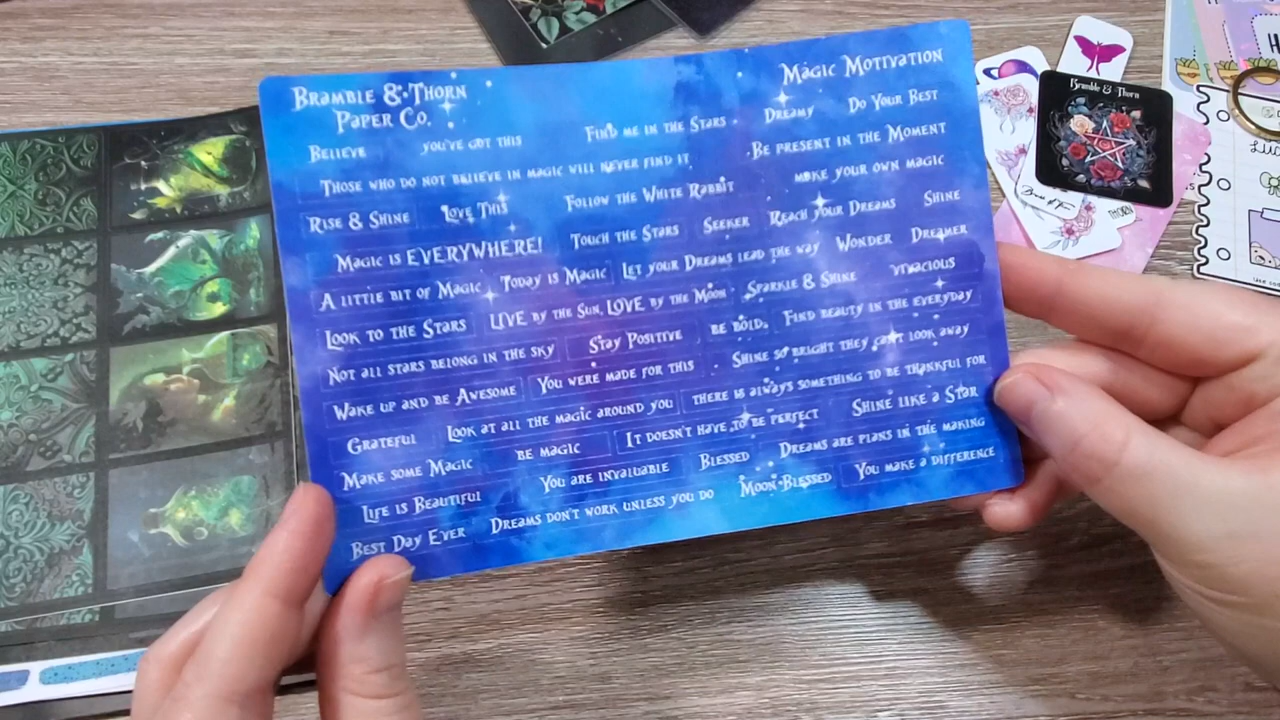 Bramble & Thorn Paper Co.
Magic Motivation
Believe
you've got this
Find me in the Stars
Dreamy
Do Your Best
Those who do not believe in magic will never find it
Be present in the Moment
Rise & Shine
Love This
Follow the White Rabbit
make your own magic
Magic is EVERYWHERE!
Touch the Stars
Seeker
Reach your Dreams
Shine
A little bit of Magic
Today is Magic
Let your Dreams lead the way
Wonder
Dreamer
Look to the Stars
LIVE by the Sun, LOVE by the Moon
Sparkle & Shine
vivacious
Not all stars belong in the sky
Stay Positive
be bold.
Find beauty in the everyday
Wake up and be Awesome
You were made for this
Shine so bright they can't look away
Grateful
Look at all the magic around you
there is always something to be thankful for
Make some Magic
be magic
It doesn't have to be perfect
Shine like a Star
Life is Beautiful
You are invaluable
Blessed
Dreams are plans in the making
Best Day Ever
Dreams don't work unless you do
Moon Blessed
You make a difference
Bramble & Thorn
Thorn